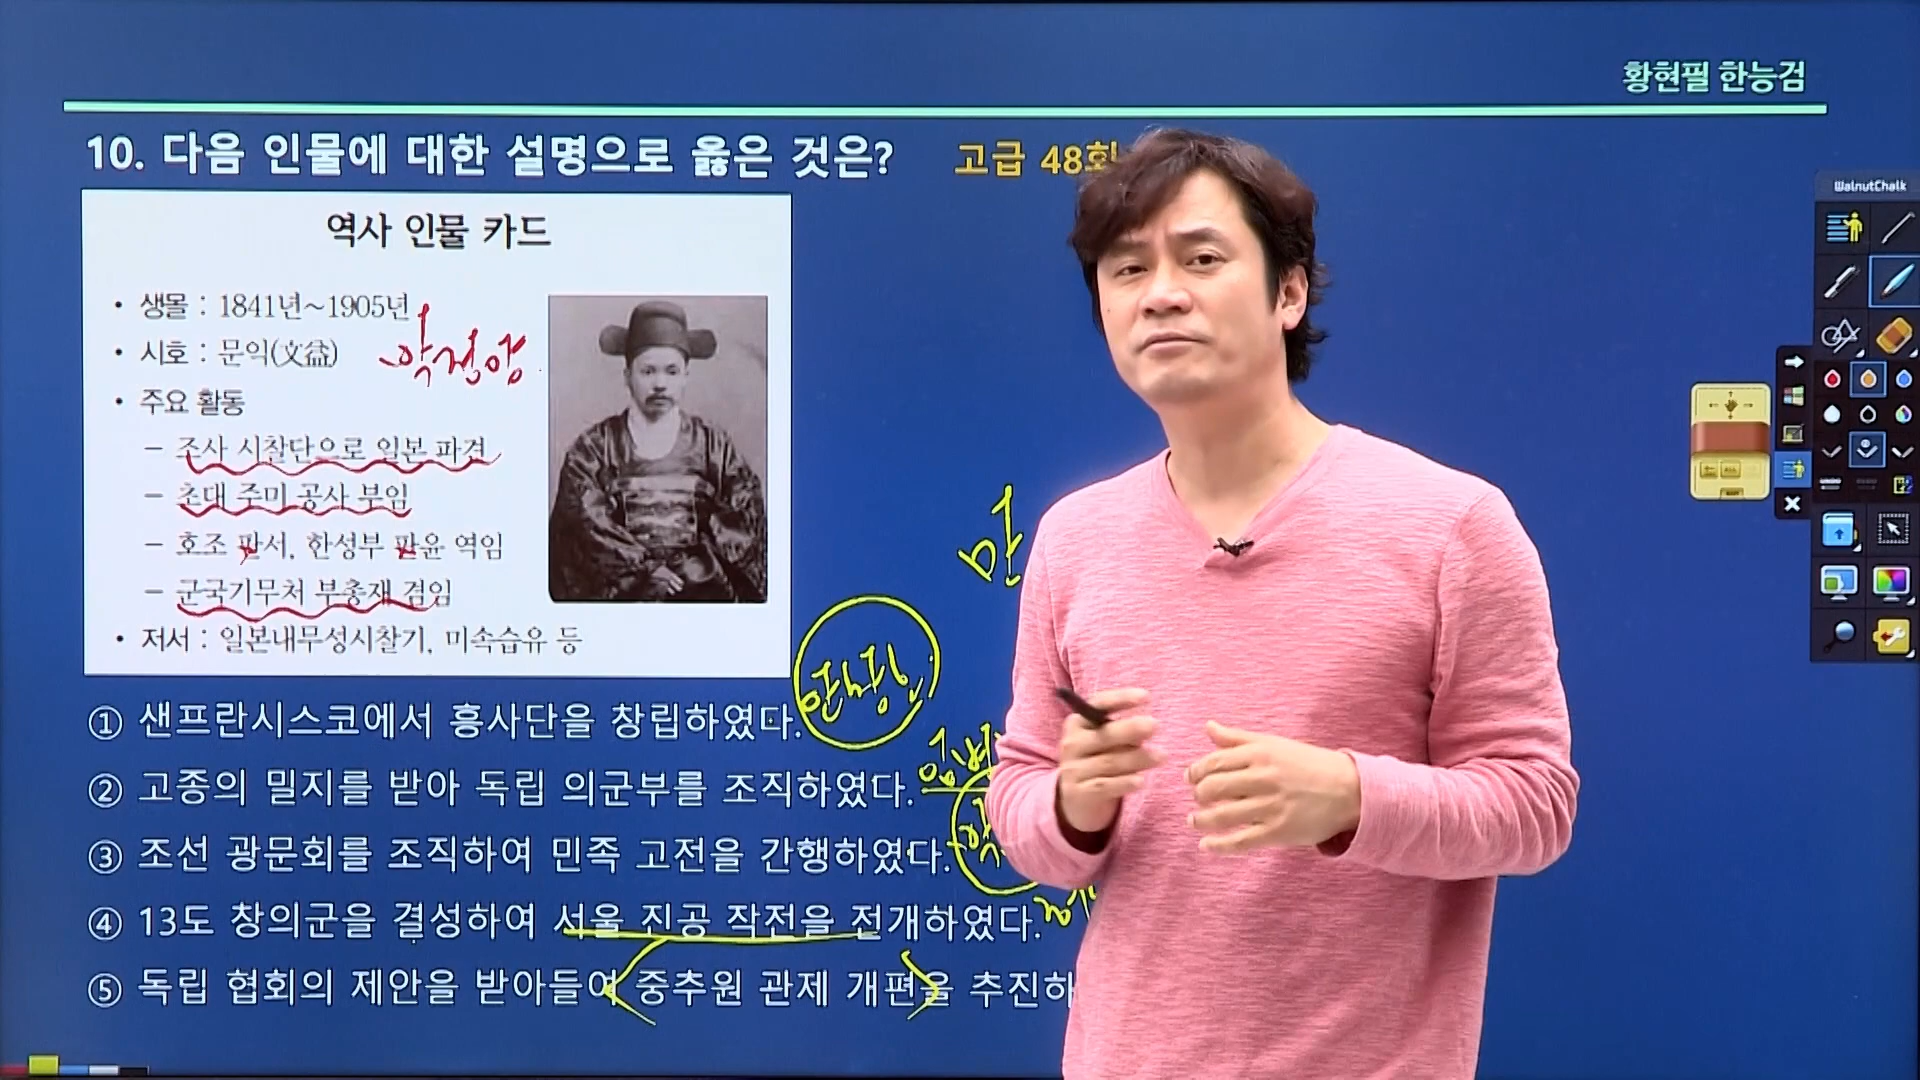 황현필 한능검
10. 다음 인물에 대한 설명으로 옳은 것은?
고급 48회
역사 인물 카드
• 생몰 : 1841년~1905년
• 시호 : 문익(文益)
박정양
• 주요 활동
– 조사 시찰단으로 일본 파견
– 초대 주미 공사 부임
– 호조 판서, 한성부 판윤 역임
– 군국기무처 부총재 겸임
• 저서 : 일본내무성시찰기, 미속습유 등
만
안창호
① 샌프란시스코에서 흥사단을 창립하였다.
② 고종의 밀지를 받아 독립 의군부를 조직하였다.
③ 조선 광문회를 조직하여 민족 고전을 간행하였다.
④ 13도 창의군을 결성하여 서울 진공 작전을 전개하였다.
⑤ 독립 협회의 제안을 받아들여 중추원 관제 개편을 추진하
WalnutChalk